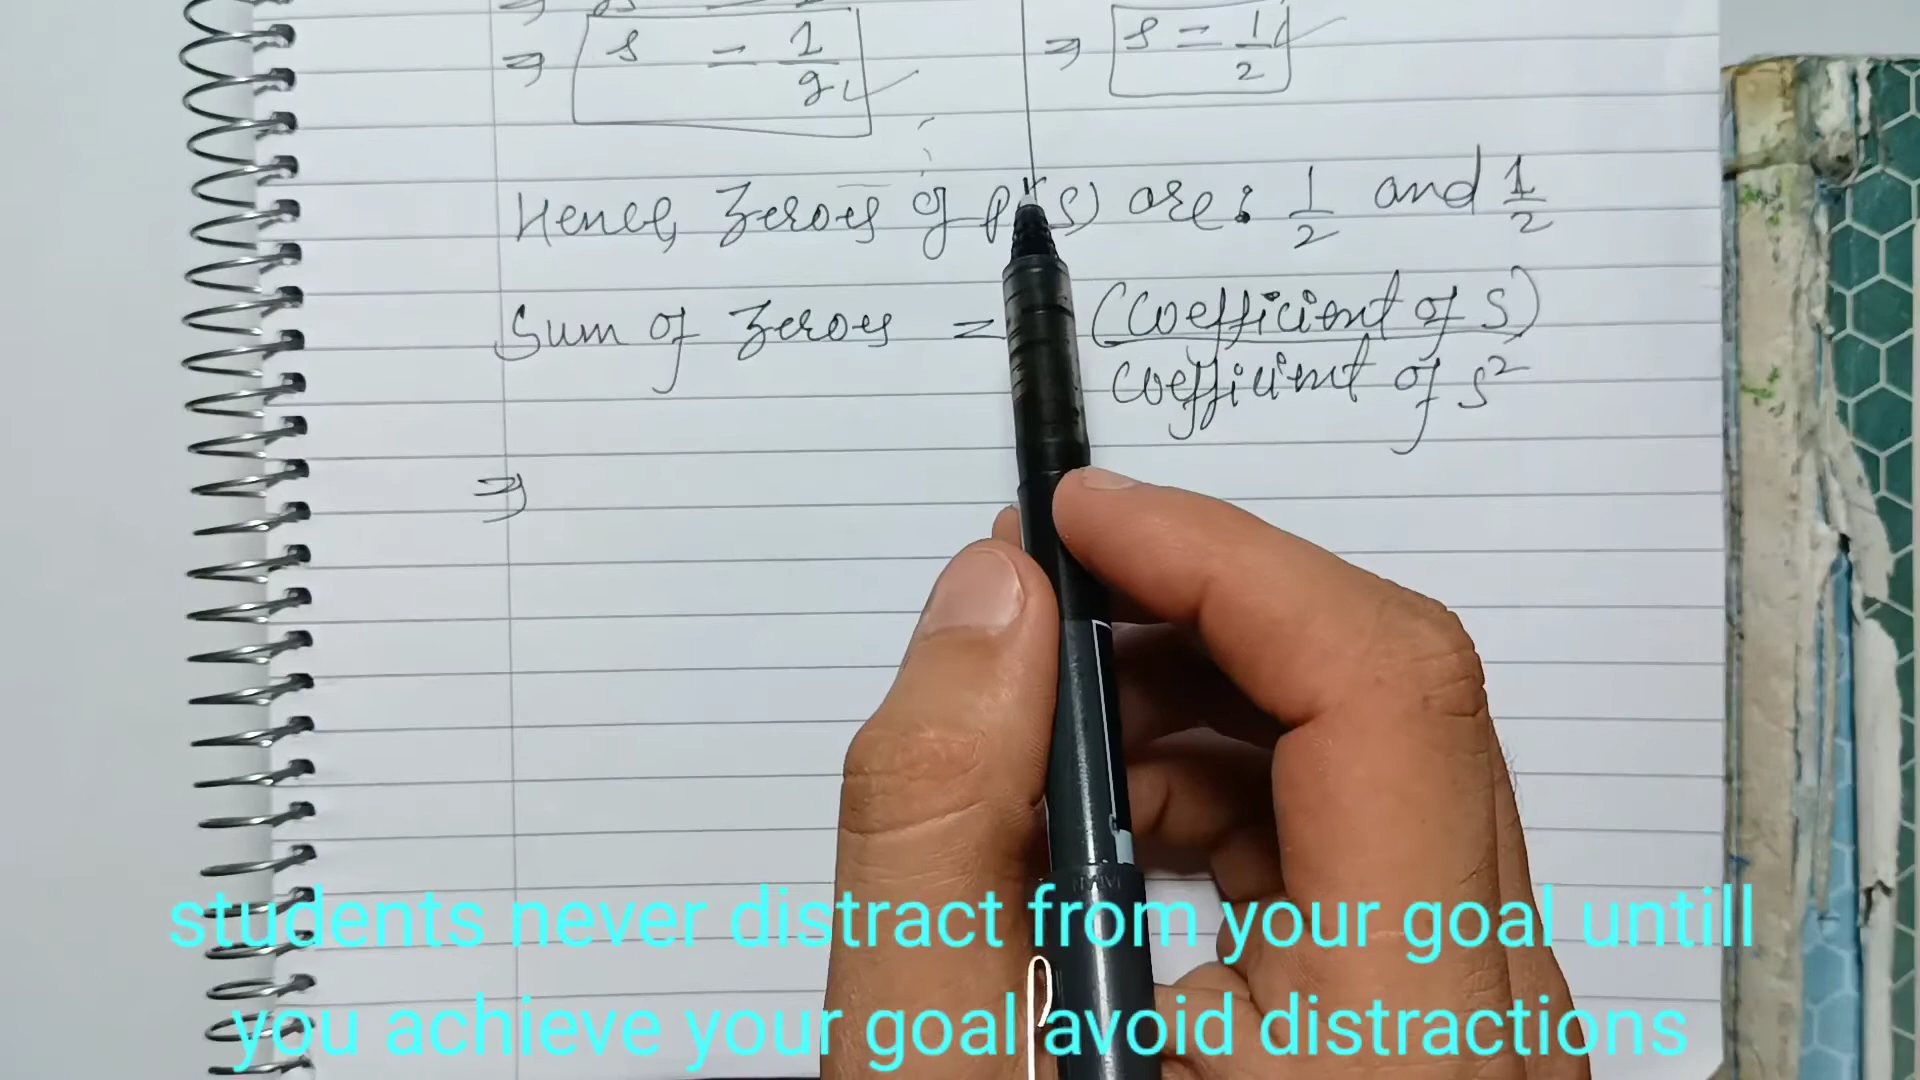 ⇒ s = 1/2 ⇒ s = 1/2
Hence, Zeroes of p(s) are: 1/2 and 1/2
Sum of Zeroes = (Coefficient of S)/Coefficient of s²
⇒
students never distract from your goal untill
you achieve your goal avoid distractions